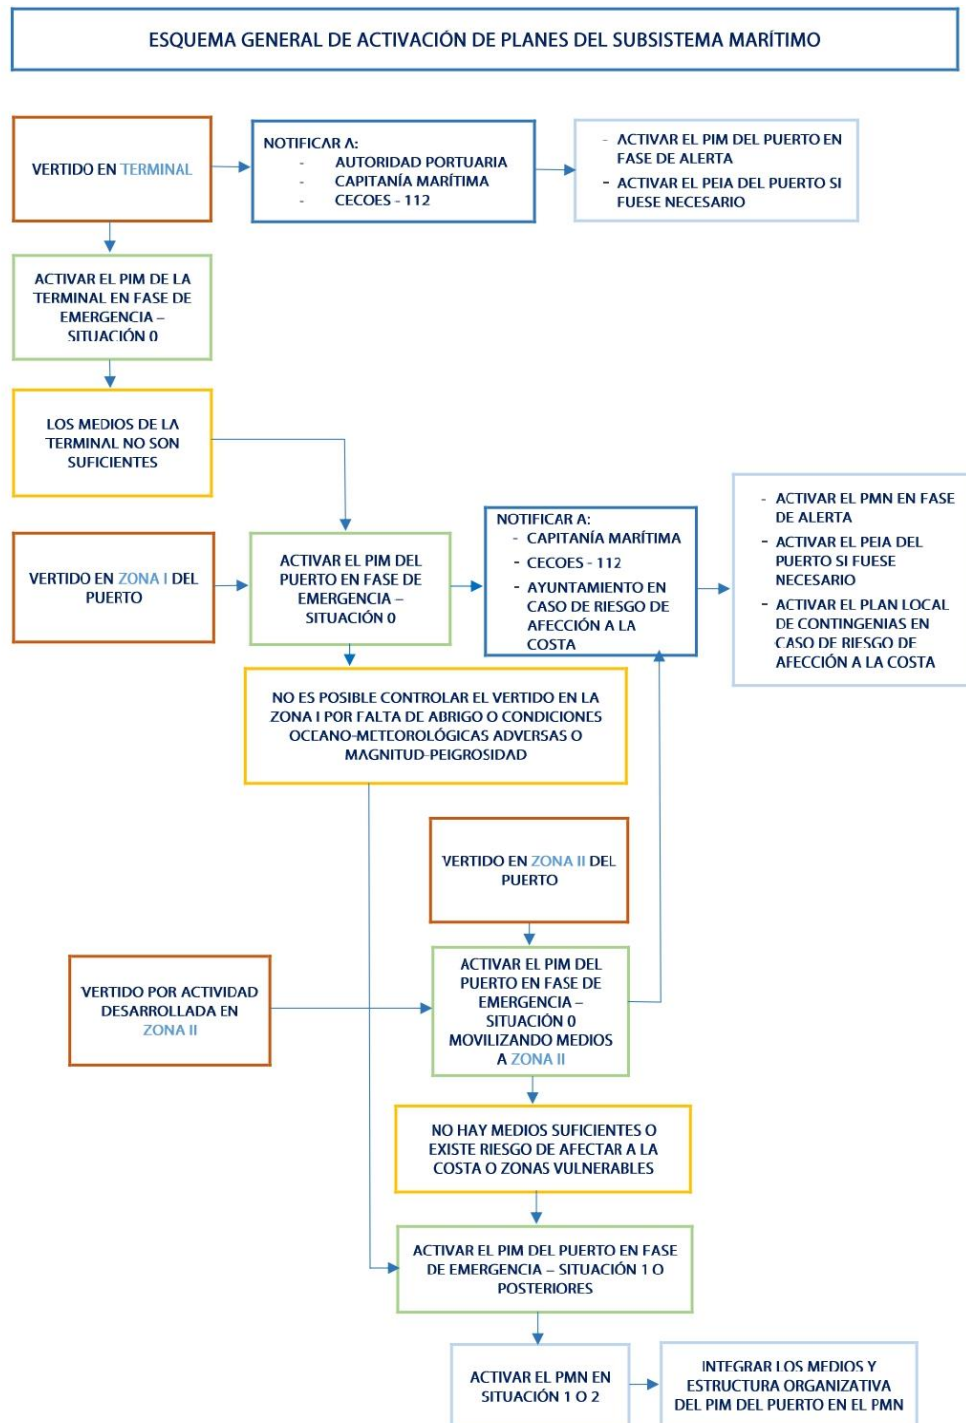 ESQUEMA GENERAL DE ACTIVACIÓN DE PLANES DEL SUBSISTEMA MARÍTIMO
VERTIDO EN TERMINAL
NOTIFICAR A:
- AUTORIDAD PORTUARIA
- CAPITANÍA MARÍTIMA
- CECOES - 112
- ACTIVAR EL PIM DEL PUERTO EN
FASE DE ALERTA
- ACTIVAR EL PEIA DEL PUERTO SI
FUESE NECESARIO
ACTIVAR EL PIM DE LA
TERMINAL EN FASE DE
EMERGENCIA –
SITUACIÓN 0
LOS MEDIOS DE LA
TERMINAL NO SON
SUFICIENTES
VERTIDO EN ZONA I DEL
PUERTO
ACTIVAR EL PIM DEL
PUERTO EN FASE DE
EMERGENCIA –
SITUACIÓN 0
NOTIFICAR A:
- CAPITANÍA MARÍTIMA
- CECOES - 112
- AYUNTAMIENTO EN
CASO DE RIESGO DE
AFECCIÓN A LA
COSTA
- ACTIVAR EL PMN EN FASE
DE ALERTA
- ACTIVAR EL PEIA DEL
PUERTO SI FUESE
NECESARIO
- ACTIVAR EL PLAN LOCAL
DE CONTINGENIAS EN
CASO DE RIESGO DE
AFECCIÓN A LA COSTA
NO ES POSIBLE CONTROLAR EL VERTIDO EN LA
ZONA I POR FALTA DE ABRIGO O CONDICIONES
OCEANO-METEOROLÓGICAS ADVERSAS O
MAGNITUD-PEIGROSIDAD
VERTIDO EN ZONA II DEL
PUERTO
VERTIDO POR ACTIVIDAD
DESARROLLADA EN
ZONA II
ACTIVAR EL PIM DEL
PUERTO EN FASE DE
EMERGENCIA –
SITUACIÓN 0
MOVILIZANDO MEDIOS
A ZONA II
NO HAY MEDIOS SUFICIENTES O
EXISTE RIESGO DE AFECTAR A LA
COSTA O ZONAS VULNERABLES
ACTIVAR EL PIM DEL PUERTO EN FASE
DE EMERGENCIA – SITUACIÓN 1 O
POSTERIORES
ACTIVAR EL PMN EN
SITUACIÓN 1 O 2
INTEGRAR LOS MEDIOS Y
ESTRUCTURA ORGANIZATIVA
DEL PIM DEL PUERTO EN EL PMN